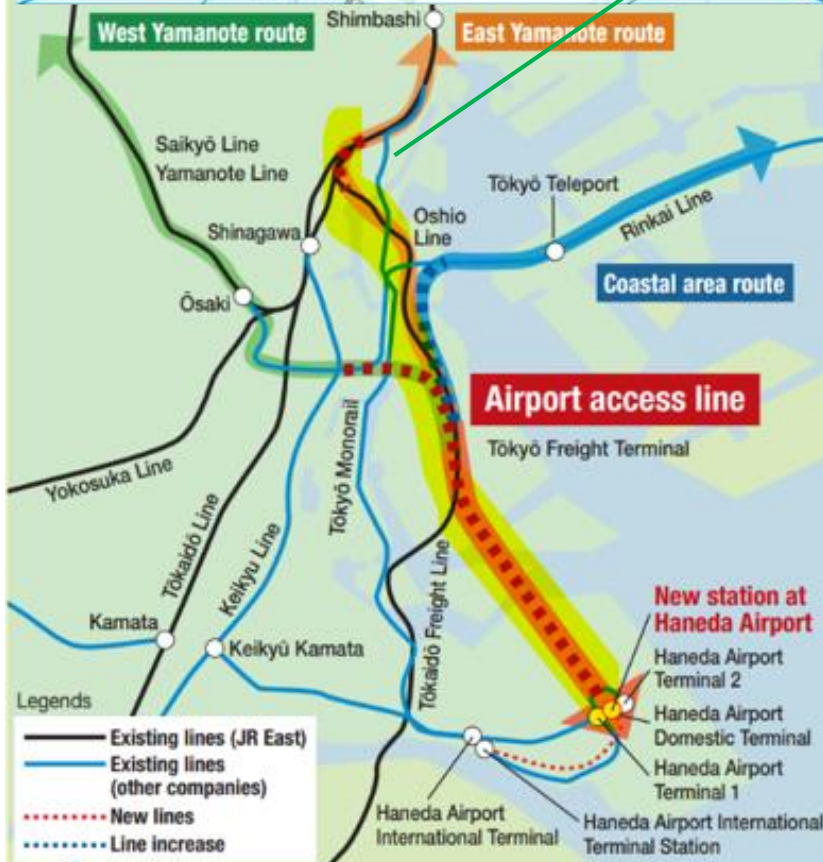 Shimbashi
West Yamanote route
East Yamanote route
Saikyō Line
Yamanote Line
Tōkyō Teleport
Oshio
Line
Rinkai Line
Shinagawa
Coastal area route
Ōsaki
Airport access line
Tōkyō Freight Terminal
Yokosuka Line
Tōkyō Monorail
Tōkaidō Line
Keikyu Line
Tōkaidō Freight Line
New station at
Haneda Airport
Kamata
Keikyū Kamata
Haneda Airport
Terminal 2
Legends
Haneda Airport
Domestic Terminal
Existing lines (JR East)
Existing lines
(other companies)
Haneda Airport
Terminal 1
New lines
Line increase
Haneda Airport
International Terminal
Haneda Airport International
Terminal Station